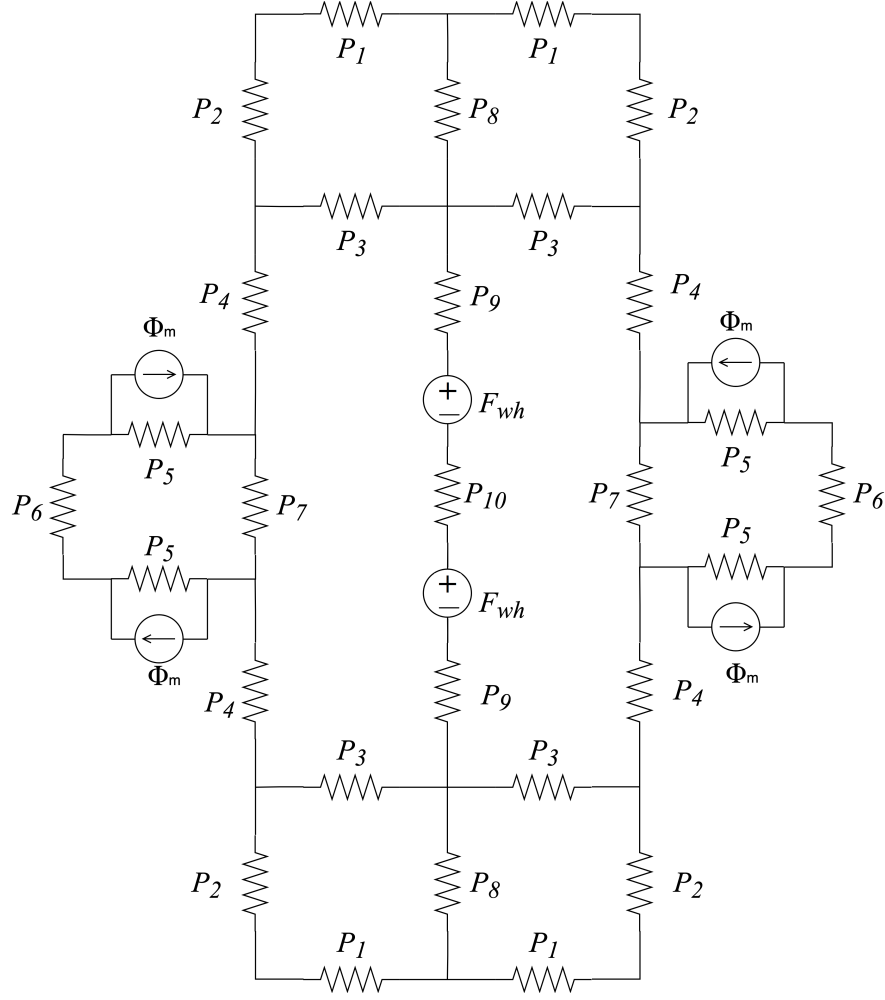 P1 P1
P2 P8 P2
P3 P3
P4 P9 P4
Φm Φm
+
− Fwh
P5 P5
P6 P7 P10 P7 P6
P5 P5
+
− Fwh
Φm Φm
P4 P9 P4
P3 P3
P2 P8 P2
P1 P1